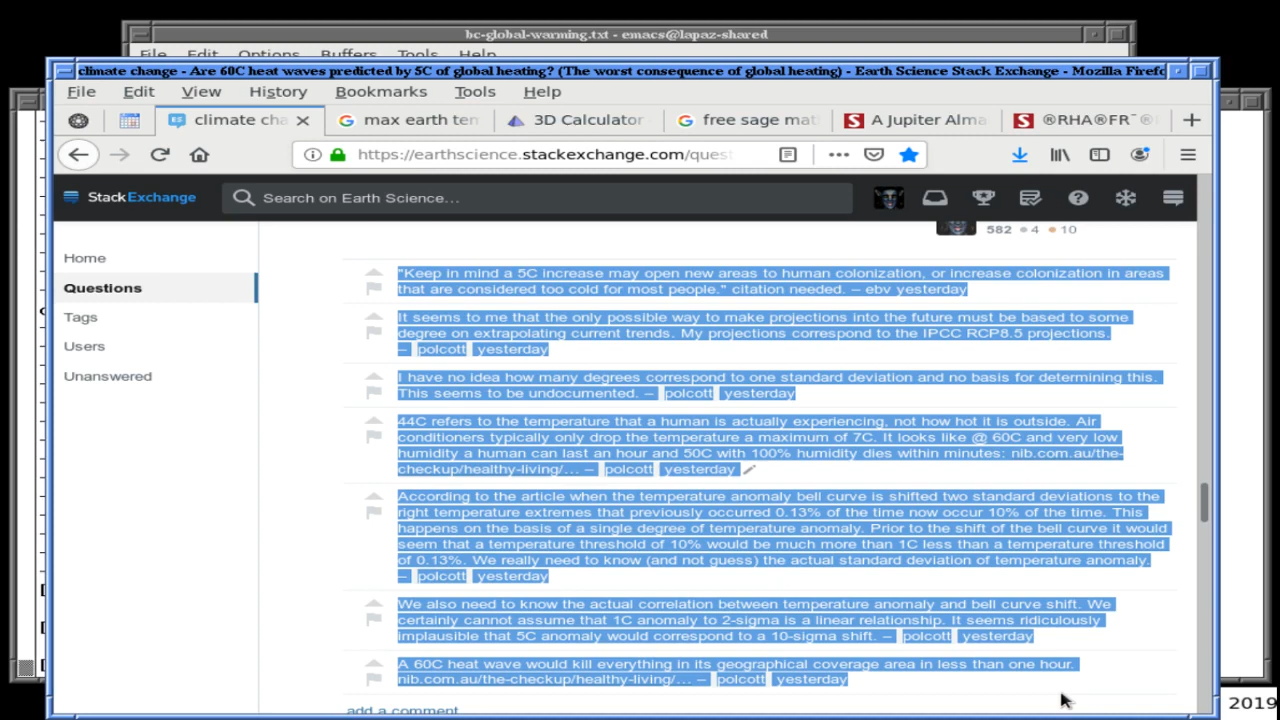 bc-global-warming.txt - emacs@lapaz-shared
File Edit Options Buffers Tools Help
climate change - Are 60C heat waves predicted by 5C of global heating? (The worst consequence of global heating) - Earth Science Stack Exchange - Mozilla Firefo
File Edit View History Bookmarks Tools Help
climate cha max earth ten 3D Calculator free sage mat A Jupiter Alma ®RHA®FR¯®
https://earthscience.stackexchange.com/quest
StackExchange Search on Earth Science...
582 4 10
Home
Questions
Tags
Users
Unanswered
"Keep in mind a 5C increase may open new areas to human colonization, or increase colonization in areas
that are considered too cold for most people." citation needed. – ebv yesterday
It seems to me that the only possible way to make projections into the future must be based to some
degree on extrapolating current trends. My projections correspond to the IPCC RCP8.5 projections.
– polcott yesterday
I have no idea how many degrees correspond to one standard deviation and no basis for determining this.
This seems to be undocumented. – polcott yesterday
44C refers to the temperature that a human is actually experiencing, not how hot it is outside. Air
conditioners typically only drop the temperature a maximum of 7C. It looks like @ 60C and very low
humidity a human can last an hour and 50C with 100% humidity dies within minutes: nib.com.au/the-
checkup/healthy-living/… – polcott yesterday
According to the article when the temperature anomaly bell curve is shifted two standard deviations to the
right temperature extremes that previously occurred 0.13% of the time now occur 10% of the time. This
happens on the basis of a single degree of temperature anomaly. Prior to the shift of the bell curve it would
seem that a temperature threshold of 10% would be much more than 1C less than a temperature threshold
of 0.13%. We really need to know (and not guess) the actual standard deviation of temperature anomaly.
– polcott yesterday
We also need to know the actual correlation between temperature anomaly and bell curve shift. We
certainly cannot assume that 1C anomaly to 2-sigma is a linear relationship. It seems ridiculously
implausible that 5C anomaly would correspond to a 10-sigma shift. – polcott yesterday
A 60C heat wave would kill everything in its geographical coverage area in less than one hour.
nib.com.au/the-checkup/healthy-living/… – polcott yesterday
add a comment
2019